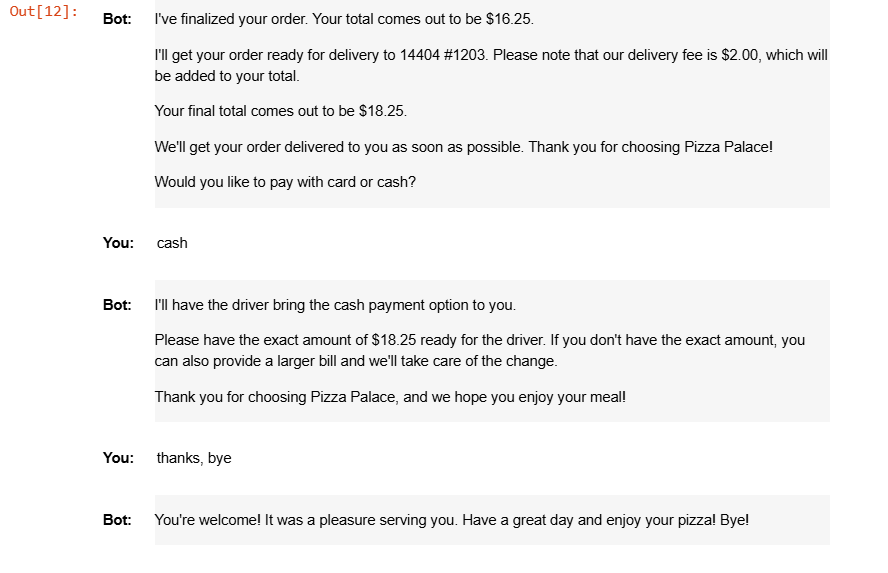 Out[12]:
Bot: I've finalized your order. Your total comes out to be $16.25.
I'll get your order ready for delivery to 14404 #1203. Please note that our delivery fee is $2.00, which will
be added to your total.
Your final total comes out to be $18.25.
We'll get your order delivered to you as soon as possible. Thank you for choosing Pizza Palace!
Would you like to pay with card or cash?
You: cash
Bot: I'll have the driver bring the cash payment option to you.
Please have the exact amount of $18.25 ready for the driver. If you don't have the exact amount, you
can also provide a larger bill and we'll take care of the change.
Thank you for choosing Pizza Palace, and we hope you enjoy your meal!
You: thanks, bye
Bot: You're welcome! It was a pleasure serving you. Have a great day and enjoy your pizza! Bye!